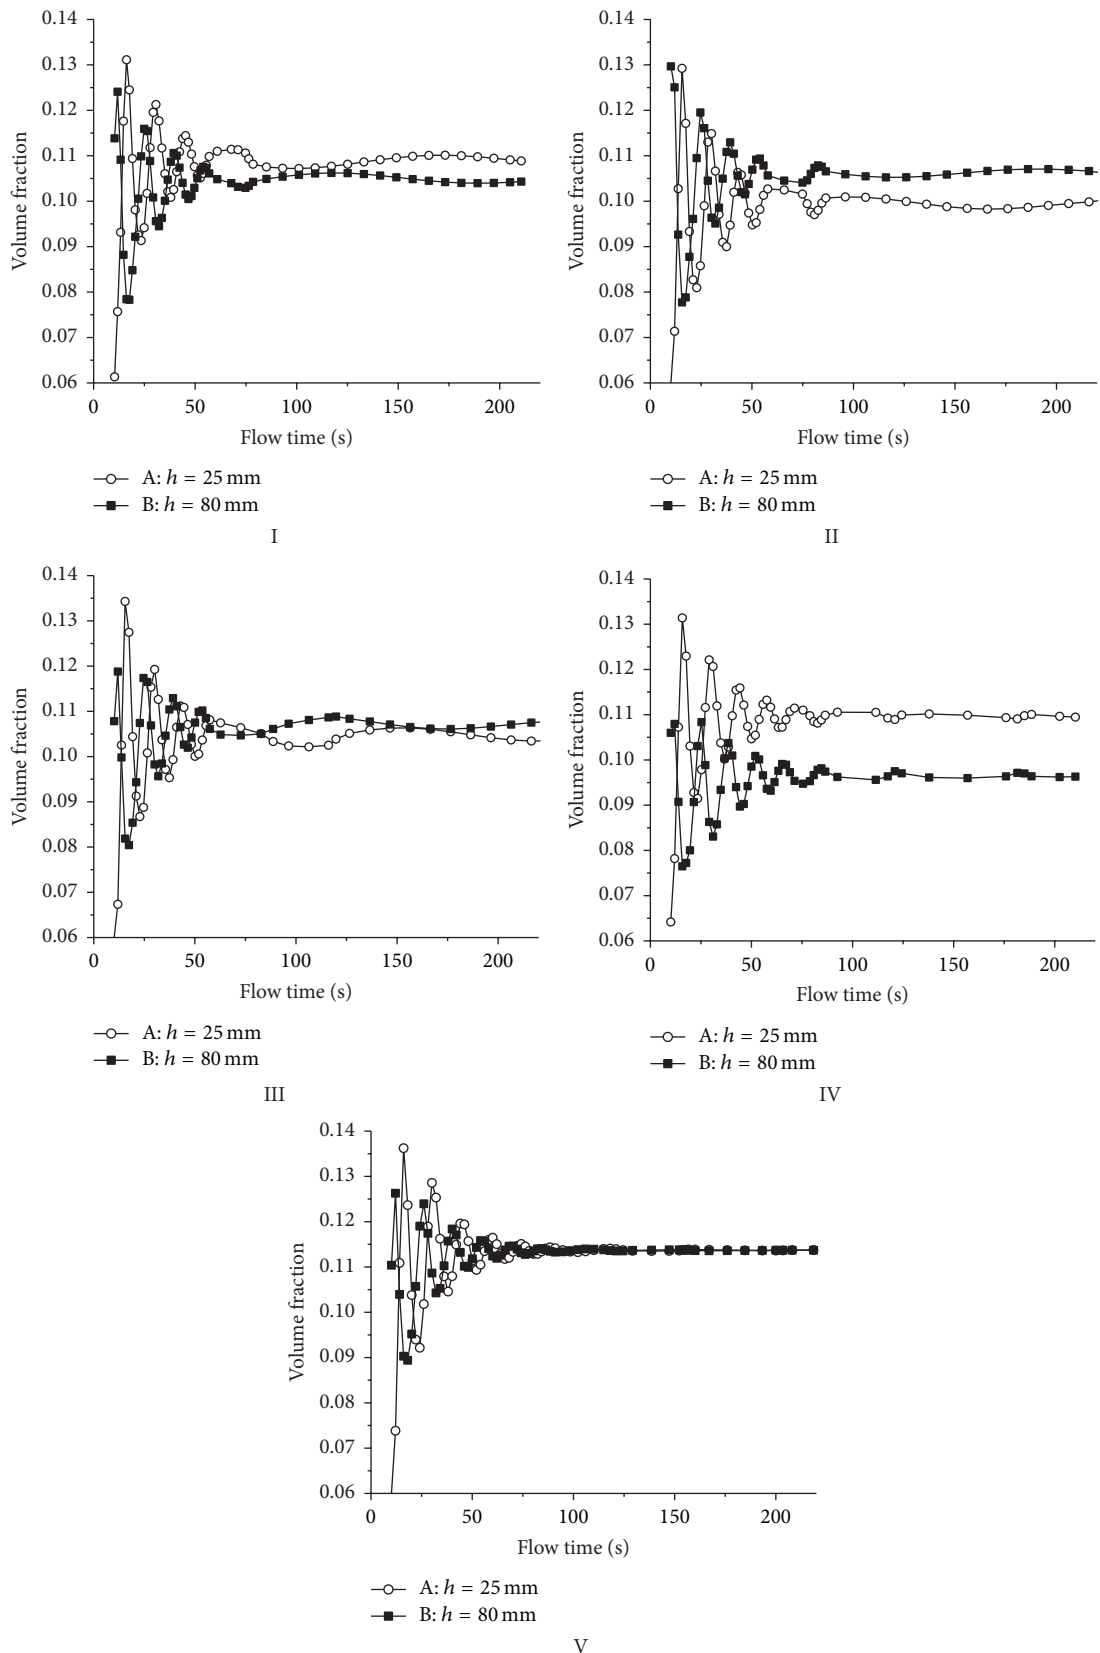 0.14
0.13
0.12
0.11
0.10
0.09
0.08
0.07
0.06
Volume fraction
0 50 100 150 200
Flow time (s)
A: h = 25 mm
B: h = 80 mm
I
0.14
0.13
0.12
0.11
0.10
0.09
0.08
0.07
0.06
Volume fraction
0 50 100 150 200
Flow time (s)
A: h = 25 mm
B: h = 80 mm
II
0.14
0.13
0.12
0.11
0.10
0.09
0.08
0.07
0.06
Volume fraction
0 50 100 150 200
Flow time (s)
A: h = 25 mm
B: h = 80 mm
III
0.14
0.13
0.12
0.11
0.10
0.09
0.08
0.07
0.06
Volume fraction
0 50 100 150 200
Flow time (s)
A: h = 25 mm
B: h = 80 mm
IV
0.14
0.13
0.12
0.11
0.10
0.09
0.08
0.07
0.06
Volume fraction
0 50 100 150 200
Flow time (s)
A: h = 25 mm
B: h = 80 mm
V